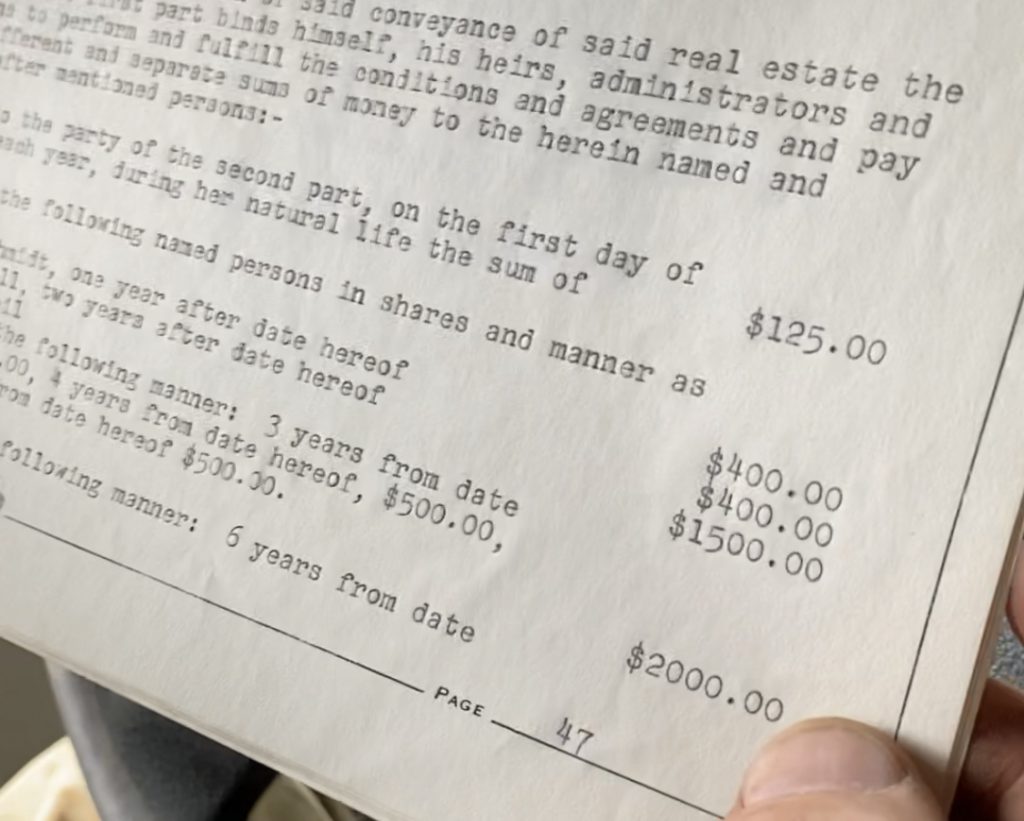 said conveyance of said real estate the
part binds himself, his heirs, administrators and
to perform and fulfill the conditions and agreements and pay
and separate sums of money to the herein named and
mentioned persons:-
the party of the second part, on the first day of
year, during her natural life the sum of
$125.00
the following named persons in shares and manner as
one year after date hereof
$400.00
two years after date hereof
$400.00
$1500.00
following manner: 3 years from date
.00, 4 years from date hereof, $500.00,
date hereof $500.00.
$2000.00
following manner: 6 years from date
PAGE 47